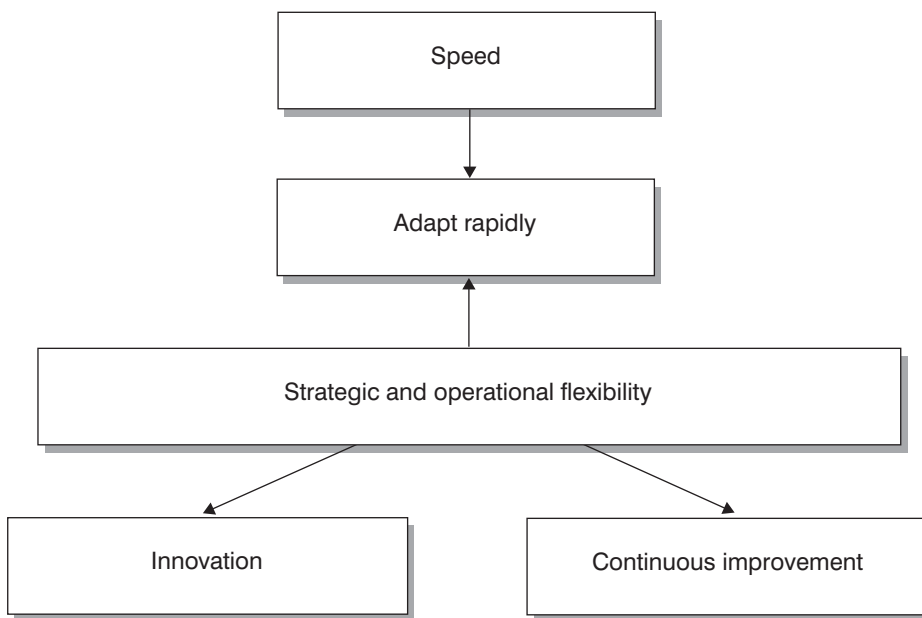 Speed
Adapt rapidly
Strategic and operational flexibility
Innovation
Continuous improvement